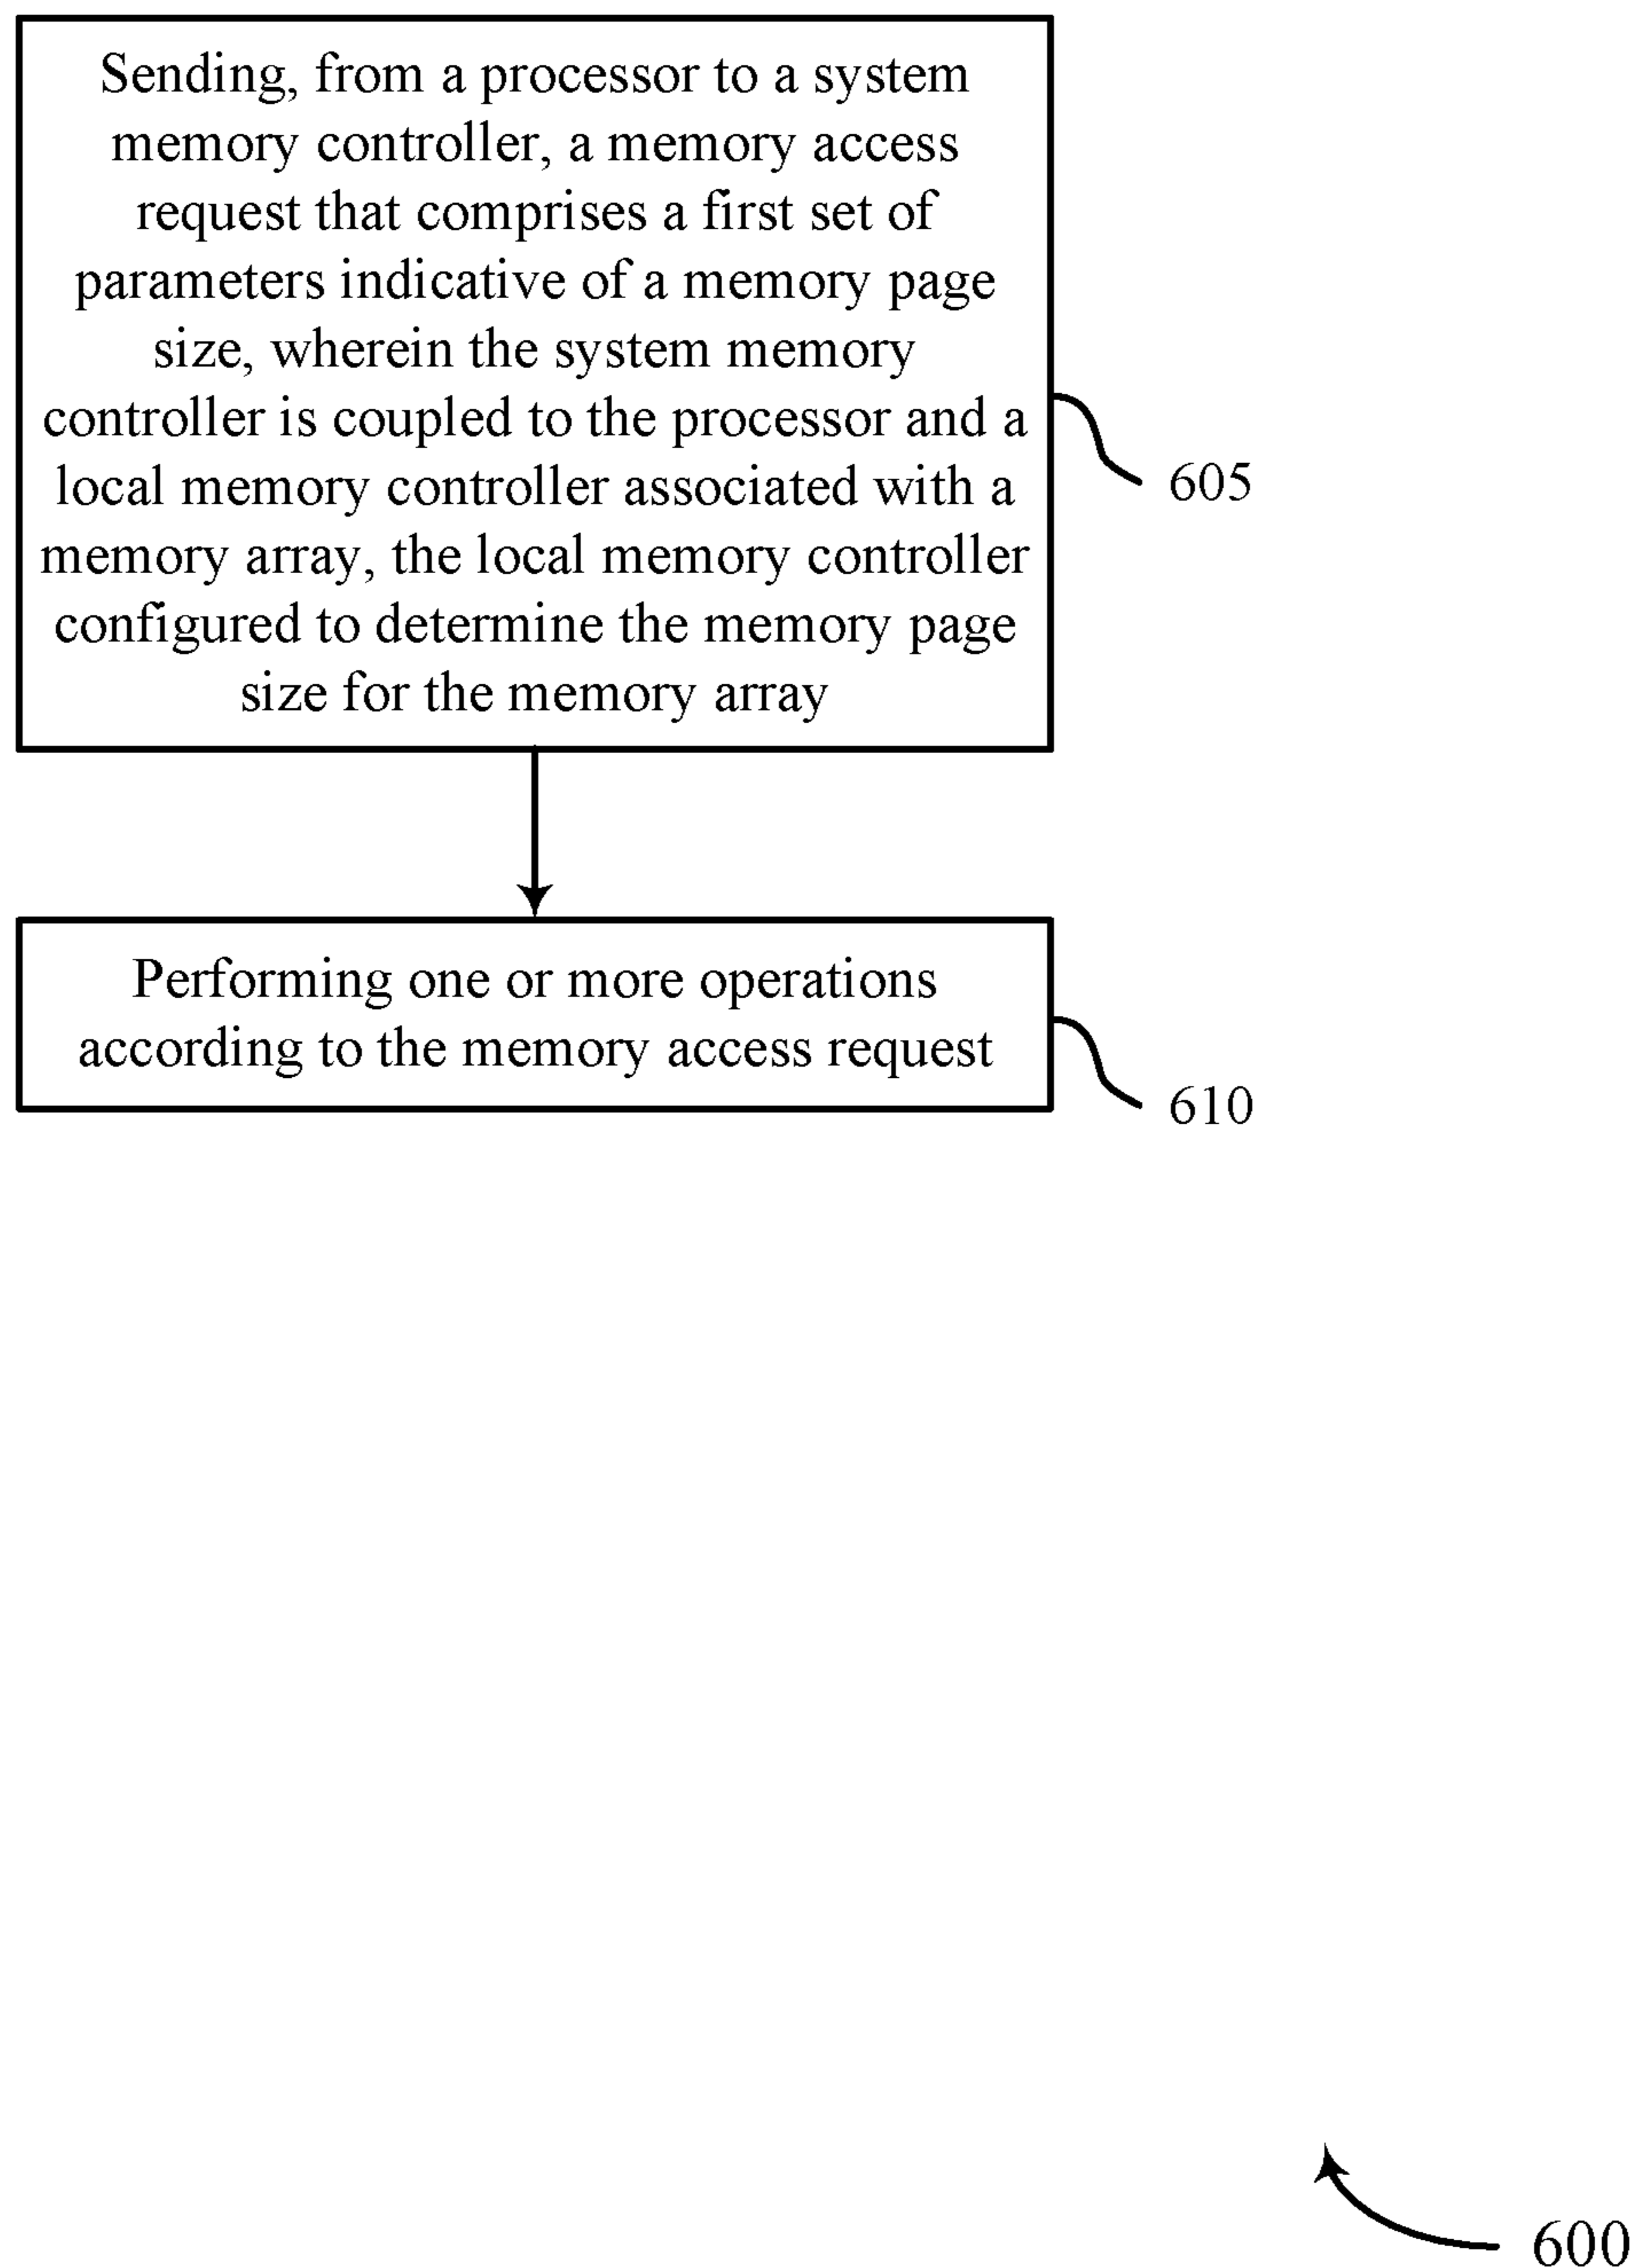 Sending, from a processor to a system
memory controller, a memory access
request that comprises a first set of
parameters indicative of a memory page
size, wherein the system memory
controller is coupled to the processor and a
local memory controller associated with a
memory array, the local memory controller
configured to determine the memory page
size for the memory array
605
Performing one or more operations
according to the memory access request
610
600